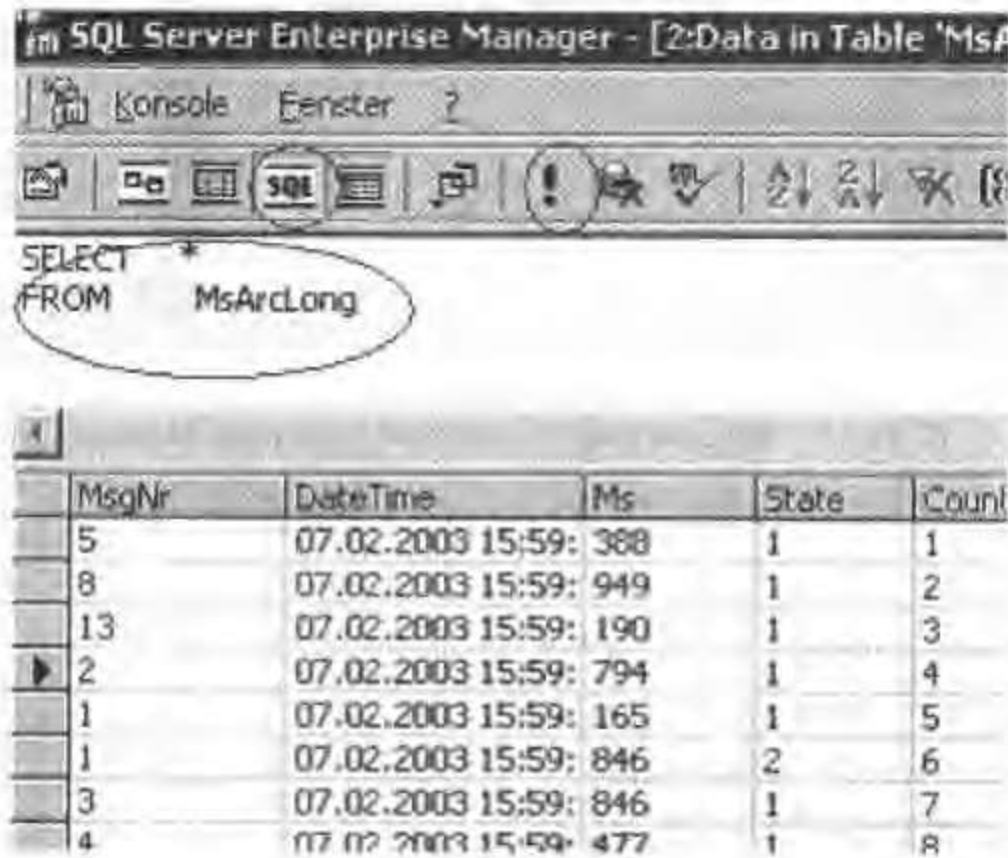 SQL Server Enterprise Manager - [2:Data in Table 'MsA
Konsole Fenster ?
SQL
SELECT *
FROM MsArcLong
MsgNr DateTime Ms State Count
5 07.02.2003 15:59: 388 1 1
8 07.02.2003 15:59: 949 1 2
13 07.02.2003 15:59: 190 1 3
2 07.02.2003 15:59: 794 1 4
1 07.02.2003 15:59: 165 1 5
1 07.02.2003 15:59: 846 2 6
3 07.02.2003 15:59: 846 1 7
4 07.02.2003 15:59: 477 1 8